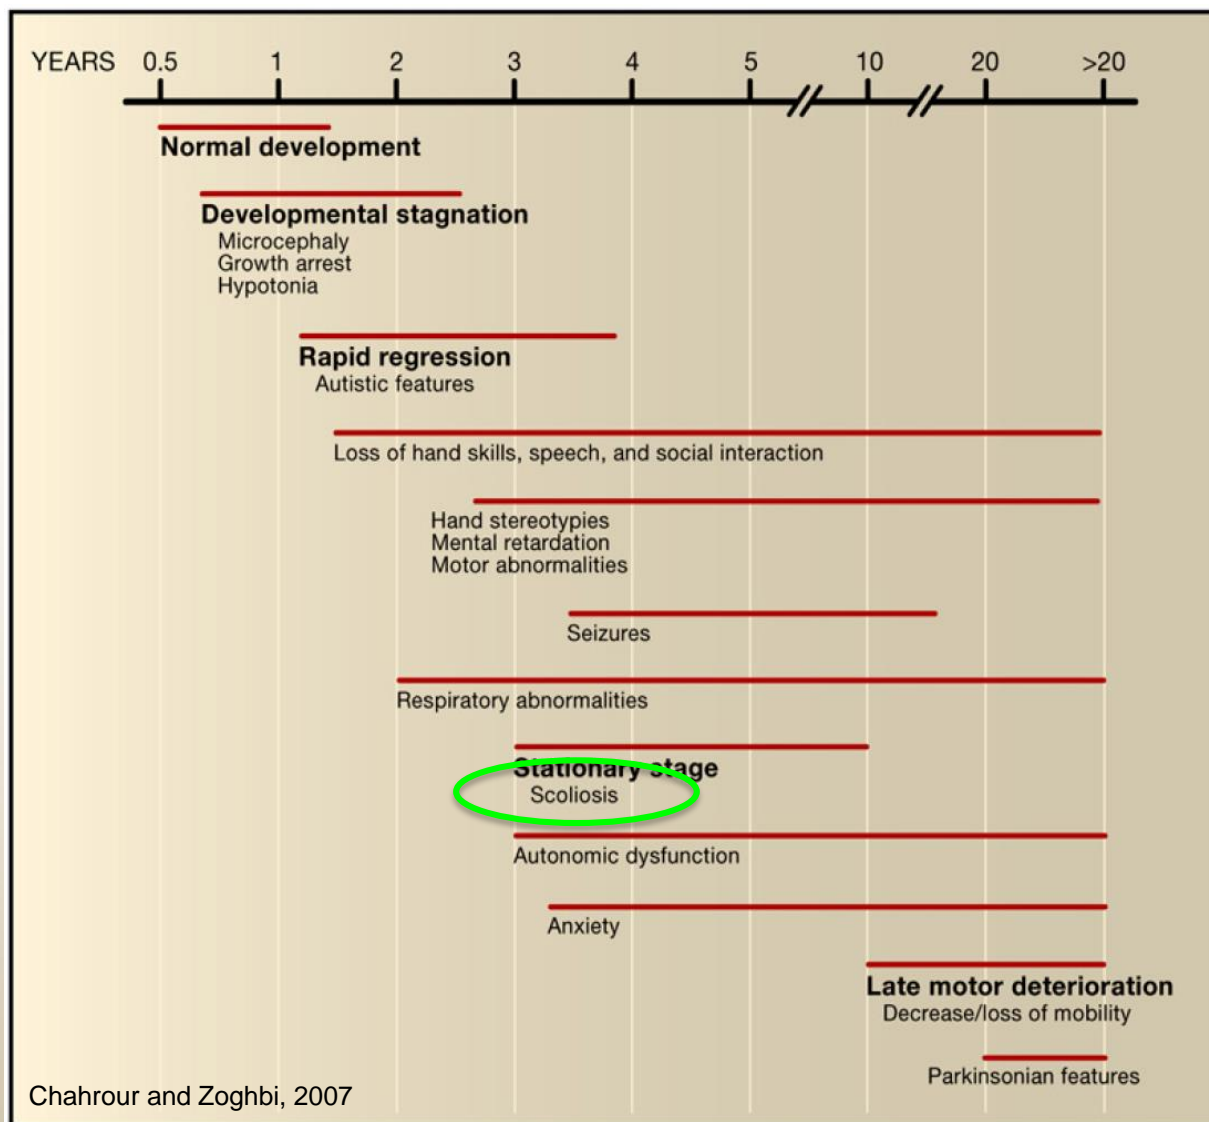 YEARS 0.5 1 2 3 4 5 10 20 >20
Normal development
Developmental stagnation
Microcephaly
Growth arrest
Hypotonia
Rapid regression
Autistic features
Loss of hand skills, speech, and social interaction
Hand stereotypies
Mental retardation
Motor abnormalities
Seizures
Respiratory abnormalities
Stationary stage
Scoliosis
Autonomic dysfunction
Anxiety
Late motor deterioration
Decrease/loss of mobility
Parkinsonian features
Chahrour and Zoghbi, 2007